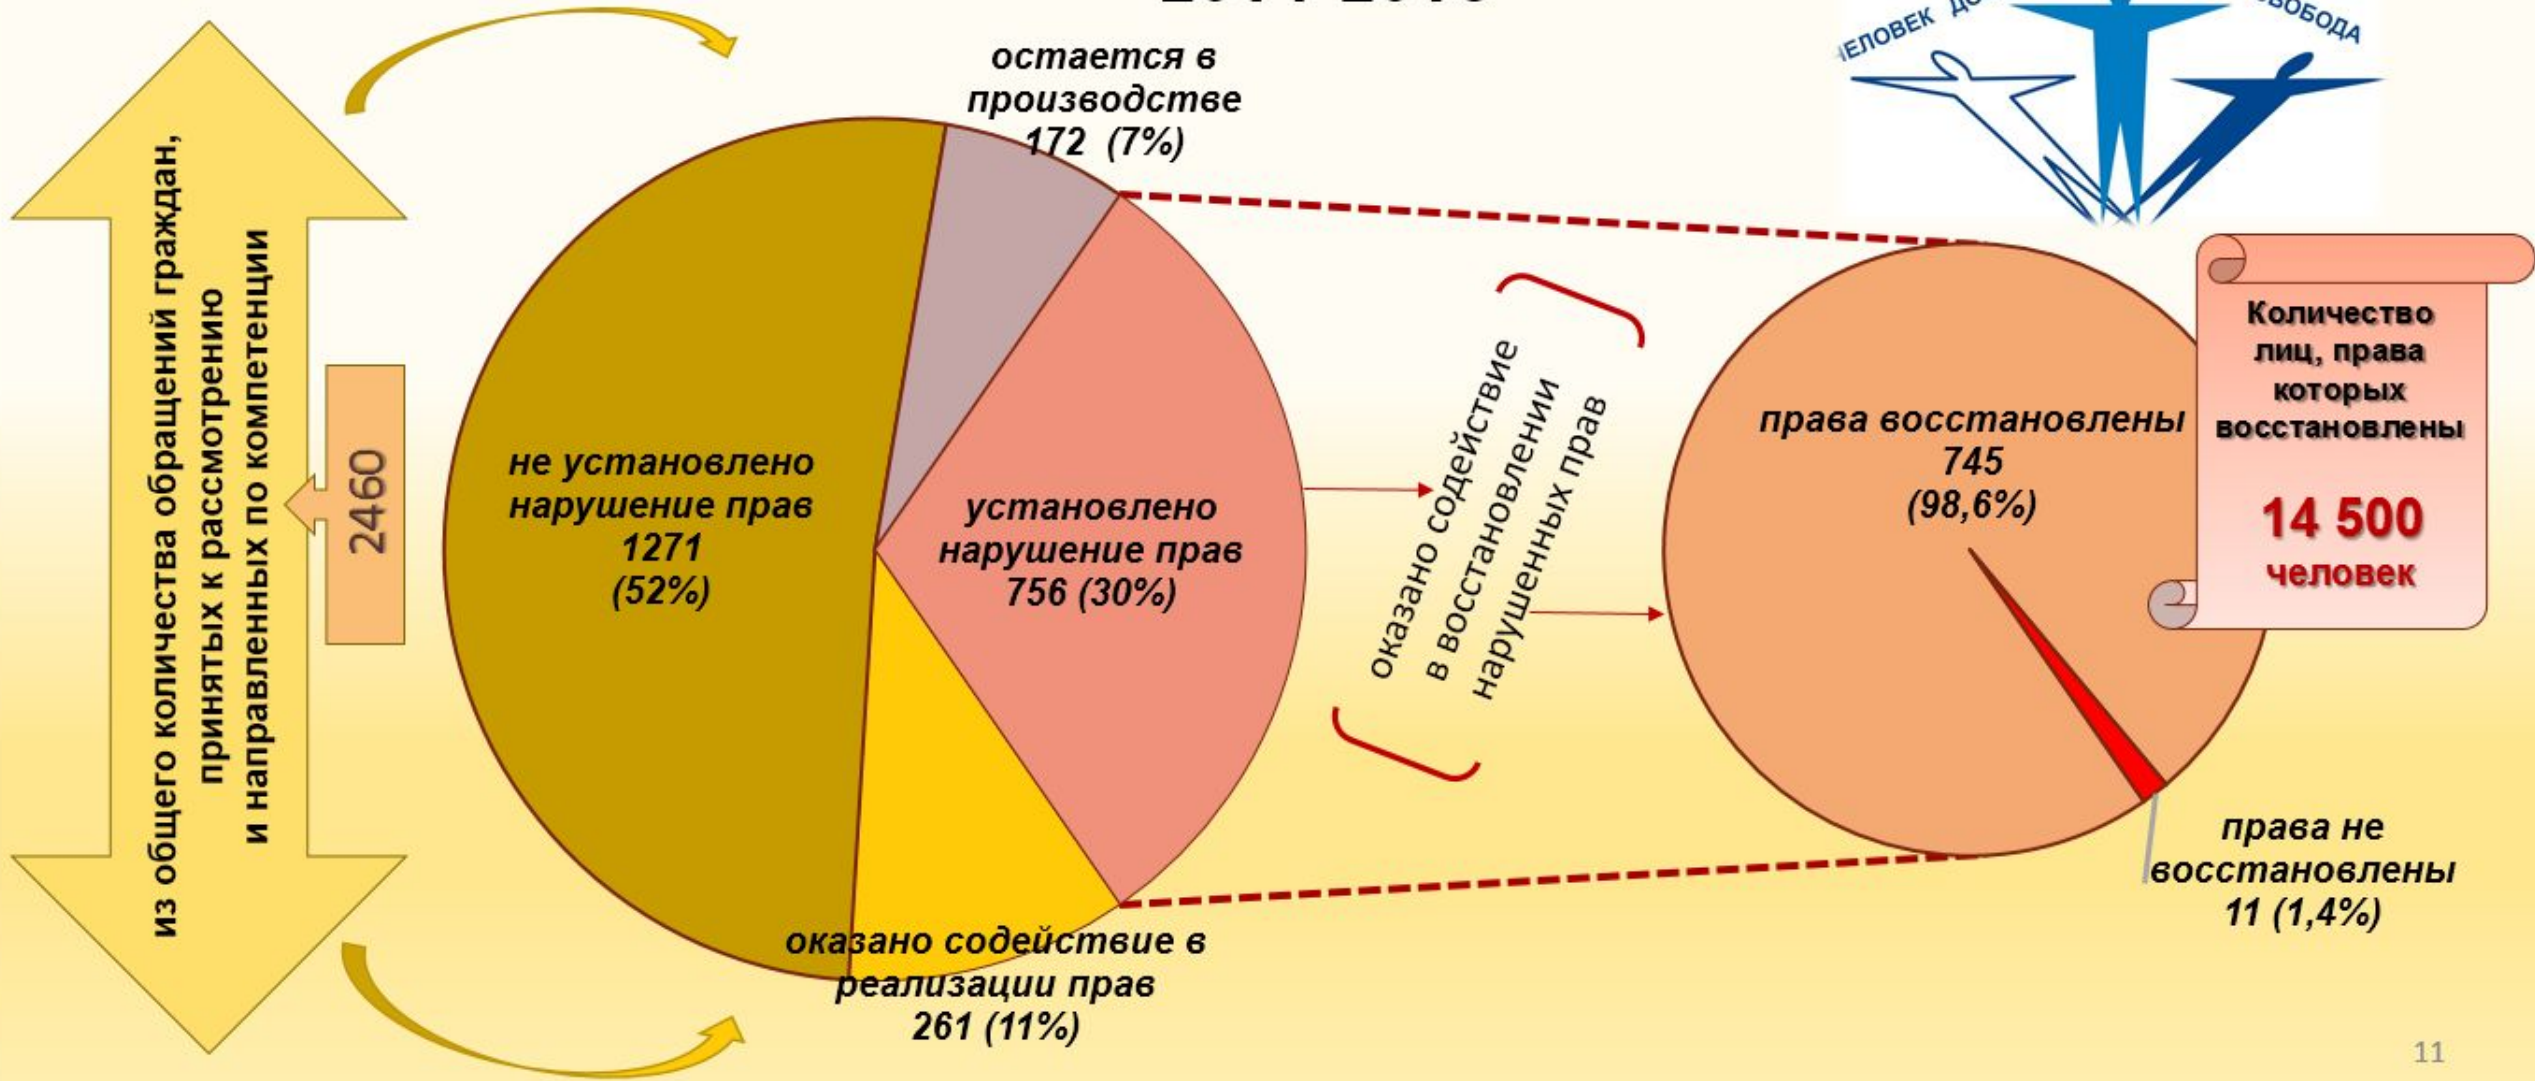 из общего количества обращений граждан,
принятых к рассмотрению
и направленных по компетенции
2460
остается в
производстве
172 (7%)
не установлено
нарушение прав
1271
(52%)
установлено
нарушение прав
756 (30%)
оказано содействие в
реализации прав
261 (11%)
оказано содействие
в восстановлении
нарушенных прав
права восстановлены
745
(98,6%)
права не
восстановлены
11 (1,4%)
Количество
лиц, права
которых
восстановлены
14 500
человек
11